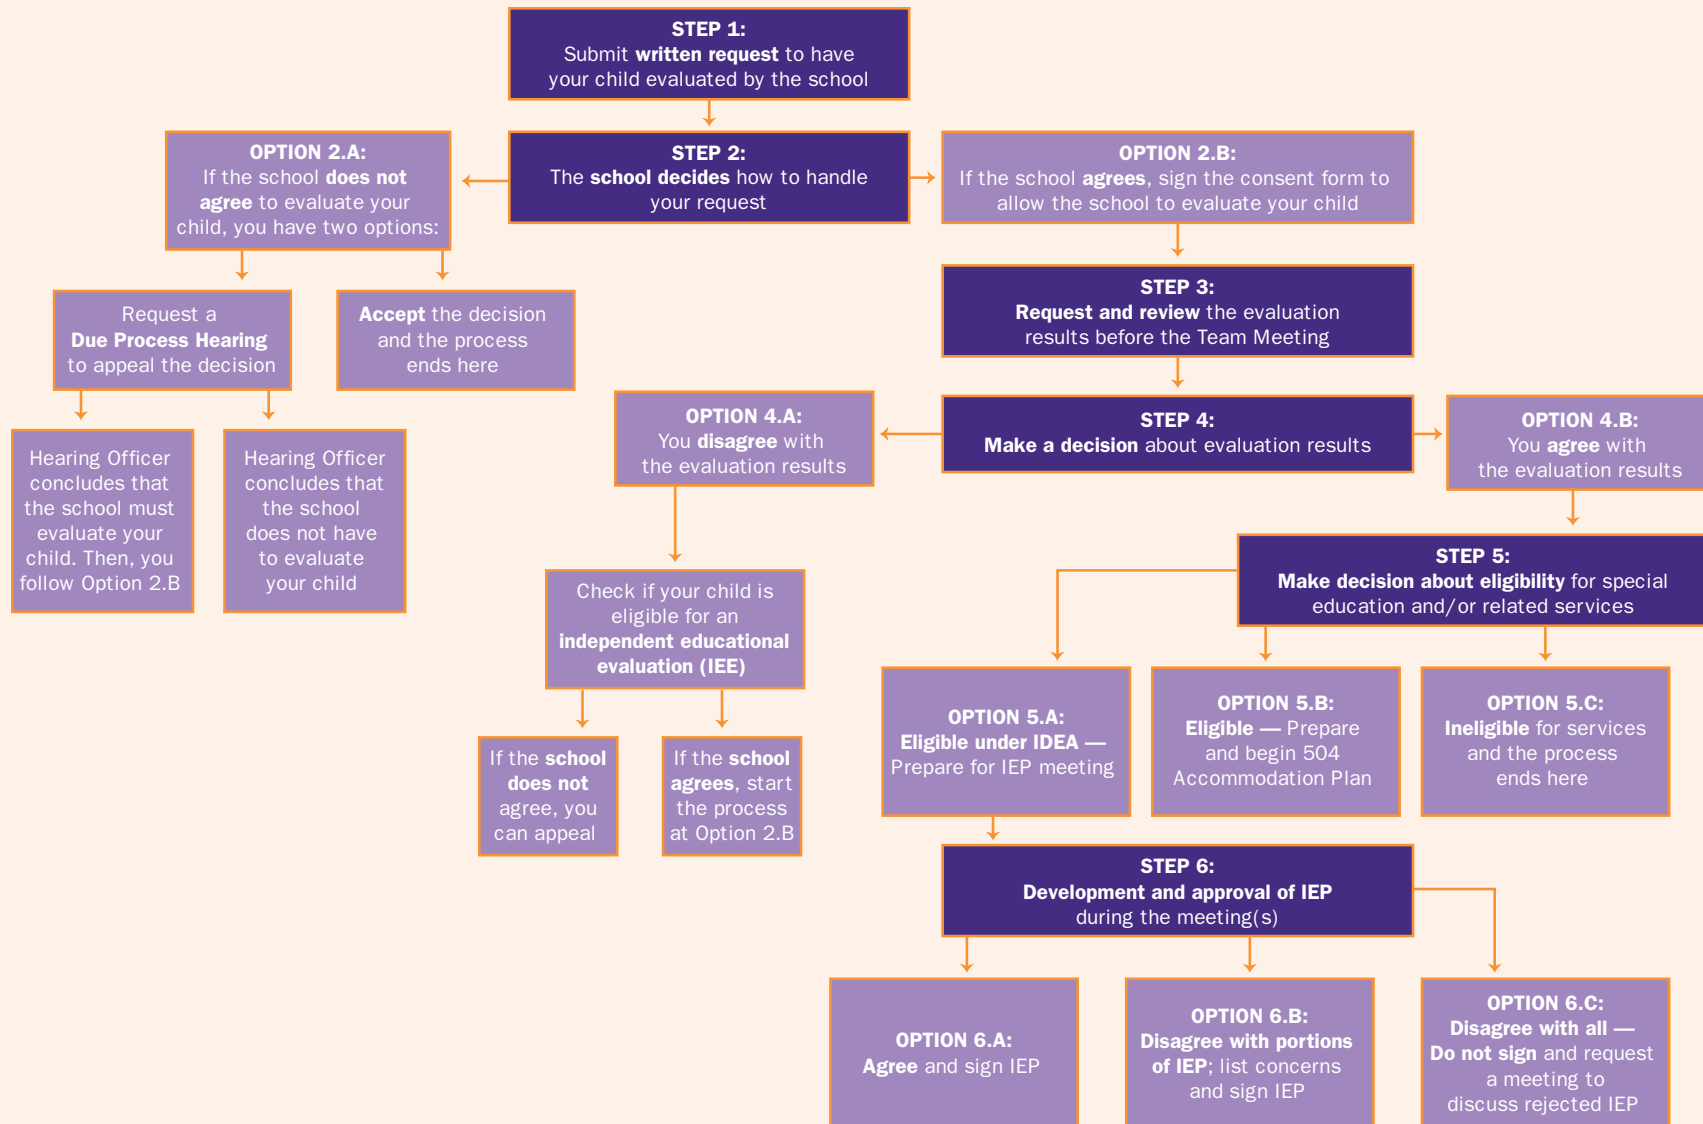 STEP 1:
Submit written request to have
your child evaluated by the school
OPTION 2.A:
If the school does not
agree to evaluate your
child, you have two options:
STEP 2:
The school decides how to handle
your request
OPTION 2.B:
If the school agrees, sign the consent form to
allow the school to evaluate your child
Request a
Due Process Hearing
to appeal the decision
Accept the decision
and the process
ends here
STEP 3:
Request and review the evaluation
results before the Team Meeting
Hearing Officer
concludes that
the school must
evaluate your
child. Then, you
follow Option 2.B
Hearing Officer
concludes that
the school
does not have
to evaluate
your child
OPTION 4.A:
You disagree with
the evaluation results
STEP 4:
Make a decision about evaluation results
OPTION 4.B:
You agree with
the evaluation results
Check if your child is
eligible for an
independent educational
evaluation (IEE)
STEP 5:
Make decision about eligibility for special
education and/or related services
If the school
does not
agree, you
can appeal
If the school
agrees, start
the process
at Option 2.B
OPTION 5.A:
Eligible under IDEA —
Prepare for IEP meeting
OPTION 5.B:
Eligible — Prepare
and begin 504
Accommodation Plan
OPTION 5.C:
Ineligible for services
and the process
ends here
STEP 6:
Development and approval of IEP
during the meeting(s)
OPTION 6.A:
Agree and sign IEP
OPTION 6.B:
Disagree with portions
of IEP; list concerns
and sign IEP
OPTION 6.C:
Disagree with all —
Do not sign and request
a meeting to
discuss rejected IEP